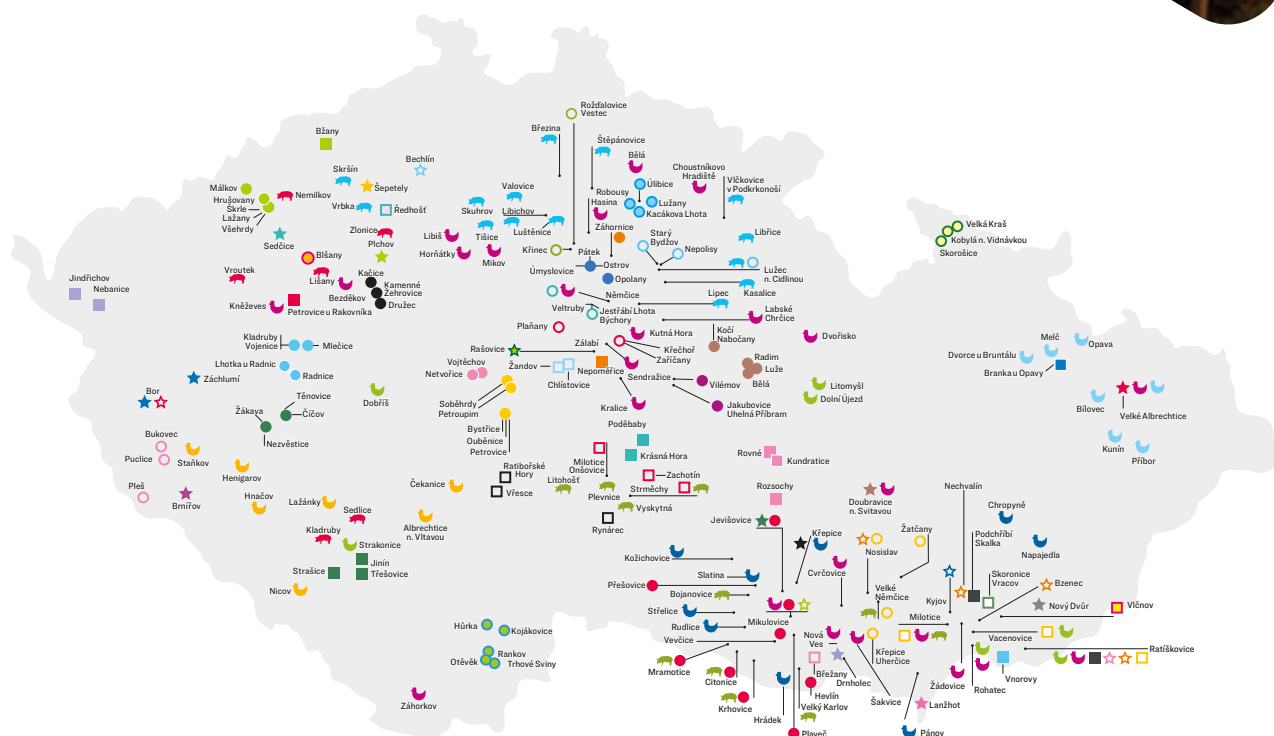 Rožďalovice
Vestec
Březina
Bžany
Štěpánovice
Bělá
Bechlín
Choustníkovo
Hradiště
Skršín
Úlibice
Vlčkovice
v Podkrkonoší
Málkov
Nemilkov
Šepetely
Valovice
Robousy
Hasina
Lužany
Hrušovany
Škrle
Lažany
Všehrdy
Vrbka
Redhošť
Skuhrov
Libichov
Kacákova Lhota
Velká Kraš
Zlonice
Luštěnice
Záhornice
Starý
Bydžov
Libřice
Kobylá n. Vidnávkou
Sedčice
Plchov
Libiš
Tišice
Nepolisy
Skorošice
Blšany
Horňátky
Mikov
Křinec
Pátek
Vroutek
Kačice
Úmyslovice
Ostrov
Lužec
n. Cidlinou
Jindřichov
Nebanice
Lišany
Kamenné
Žehrovice
Opolany
Bezděkov
Družec
Němčice
Lipec
Kasalice
Kněževes
Petrovice u Rakovníka
Veltruby
Jestřábí Lhota
Býchory
Labské
Chrčice
Plaňany
Kutná Hora
Kočí
Nabočany
Dvořisko
Melč
Opava
Kladruby
Vojenice
Mlečice
Rašovice
Zálabí
Křechoř
Zaříčany
Radim
Luže
Dvorce u Bruntálu
Branka u Opavy
Lhotka u Radnic
Radnice
Vojtěchov
Netvořice
Žandov
Nepoměřice
Chlístovice
Sendražice
Vilémov
Bělá
Litomyšl
Záchlumí
Bor
Těnovice
Dobříš
Soběhrdy
Petroupim
Dolní Újezd
Bílovec
Velké Albrechtice
Žákava
Číčov
Kralice
Jakubovice
Uhelná Příbram
Bystřice
Ouběnice
Petrovice
Poděbaby
Bukovec
Puclice
Staňkov
Nezvěstice
Krásná Hora
Rovné
Kundratice
Kunín
Příbor
Henigarov
Ratibořské
Hory
Milotice
Onšovice
Litohošť
Zachotín
Strměchy
Pleš
Brnířov
Hnačov
Lažánky
Čekanice
Vřesce
Plevnice
Rozsochy
Doubravice
n. Svitavou
Nechvalín
Chropyně
Sedlice
Vyskytná
Kladruby
Albrechtice
n. Vltavou
Rynárec
Jevišovice
Křepice
Žatčany
Podchříbí
Skalka
Napajedla
Strakonice
Kožichovice
Nosislav
Strašice
Jinín
Třešovice
Slatina
Cvrčovice
Skoronice
Vracov
Bzenec
Nicov
Přešovice
Bojanovice
Velké
Němčice
Kyjov
Nový Dvůr
Vlčnov
Střelice
Mikulovice
Milotice
Hůrka
Kojákovice
Rudlice
Vevčice
Nová
Ves
Vacenovice
Rankov
Otěvěk
Trhové Sviny
Křepice
Uherčice
Ratíškovice
Mramotice
Citonice
Břežany
Drnholec
Vnorovy
Žádovice
Rohatec
Záhorkov
Krhovice
Hevlín
Velký Karlov
Šakvice
Lanžhot
Hrádek
Plaveč
Pánov